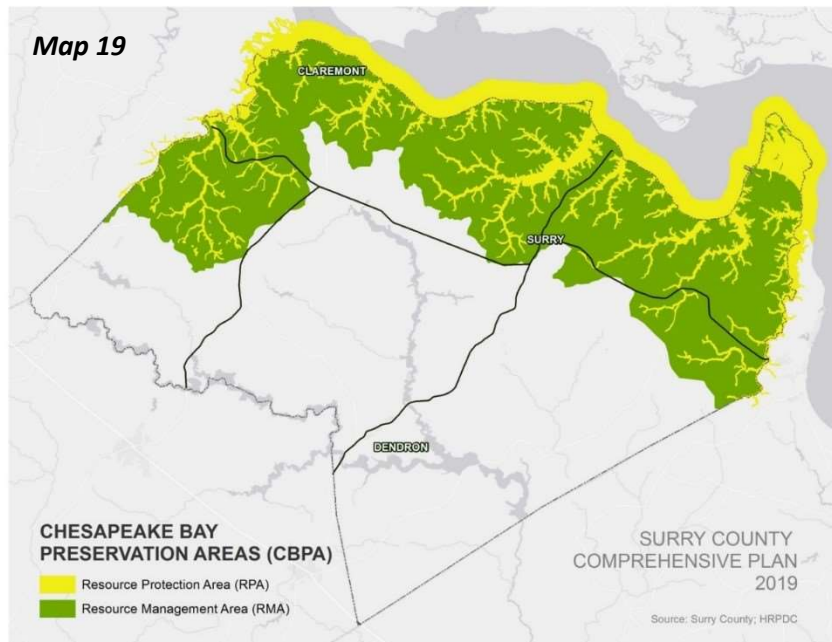 Map 19
CLAREMONT
SURRY
DENDRON
CHESAPEAKE BAY
PRESERVATION AREAS (CBPA)
Resource Protection Area (RPA)
Resource Management Area (RMA)
SURRY COUNTY
COMPREHENSIVE PLAN
2019
Source: Surry County; HRPDC